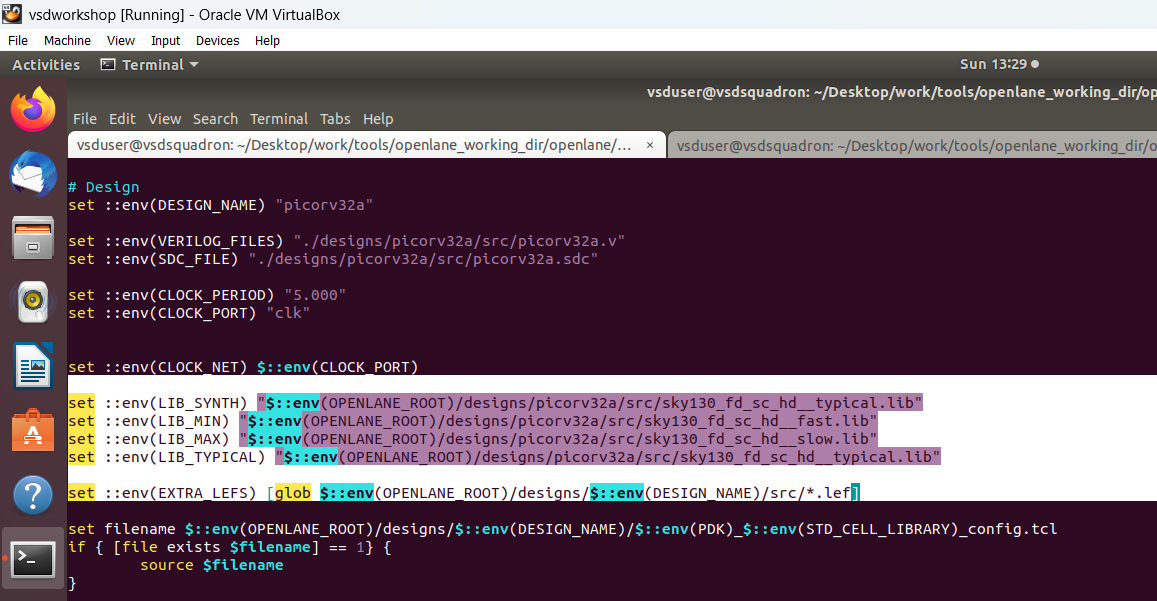 vsdworkshop [Running] - Oracle VM VirtualBox
File Machine View Input Devices Help
Activities Terminal Sun 13:29
vsduser@vsdsquadron: ~/Desktop/work/tools/openlane_working_dir/op
File Edit View Search Terminal Tabs Help
vsduser@vsdsquadron: ~/Desktop/work/tools/openlane_working_dir/openlane/... × vsduser@vsdsquadron: ~/Desktop/work/tools/openlane_working_dir/o
# Design
set ::env(DESIGN_NAME) "picorv32a"
set ::env(VERILOG_FILES) "./designs/picorv32a/src/picorv32a.v"
set ::env(SDC_FILE) "./designs/picorv32a/src/picorv32a.sdc"
set ::env(CLOCK_PERIOD) "5.000"
set ::env(CLOCK_PORT) "clk"
set ::env(CLOCK_NET) $::env(CLOCK_PORT)
set ::env(LIB_SYNTH) "$::env(OPENLANE_ROOT)/designs/picorv32a/src/sky130_fd_sc_hd__typical.lib"
set ::env(LIB_MIN) "$::env(OPENLANE_ROOT)/designs/picorv32a/src/sky130_fd_sc_hd__fast.lib"
set ::env(LIB_MAX) "$::env(OPENLANE_ROOT)/designs/picorv32a/src/sky130_fd_sc_hd__slow.lib"
set ::env(LIB_TYPICAL) "$::env(OPENLANE_ROOT)/designs/picorv32a/src/sky130_fd_sc_hd__typical.lib"
set ::env(EXTRA_LEFS) [glob $::env(OPENLANE_ROOT)/designs/$::env(DESIGN_NAME)/src/*.lef]
set filename $::env(OPENLANE_ROOT)/designs/$::env(DESIGN_NAME)/$::env(PDK)_$::env(STD_CELL_LIBRARY)_config.tcl
if { [file exists $filename] == 1} {
source $filename
}